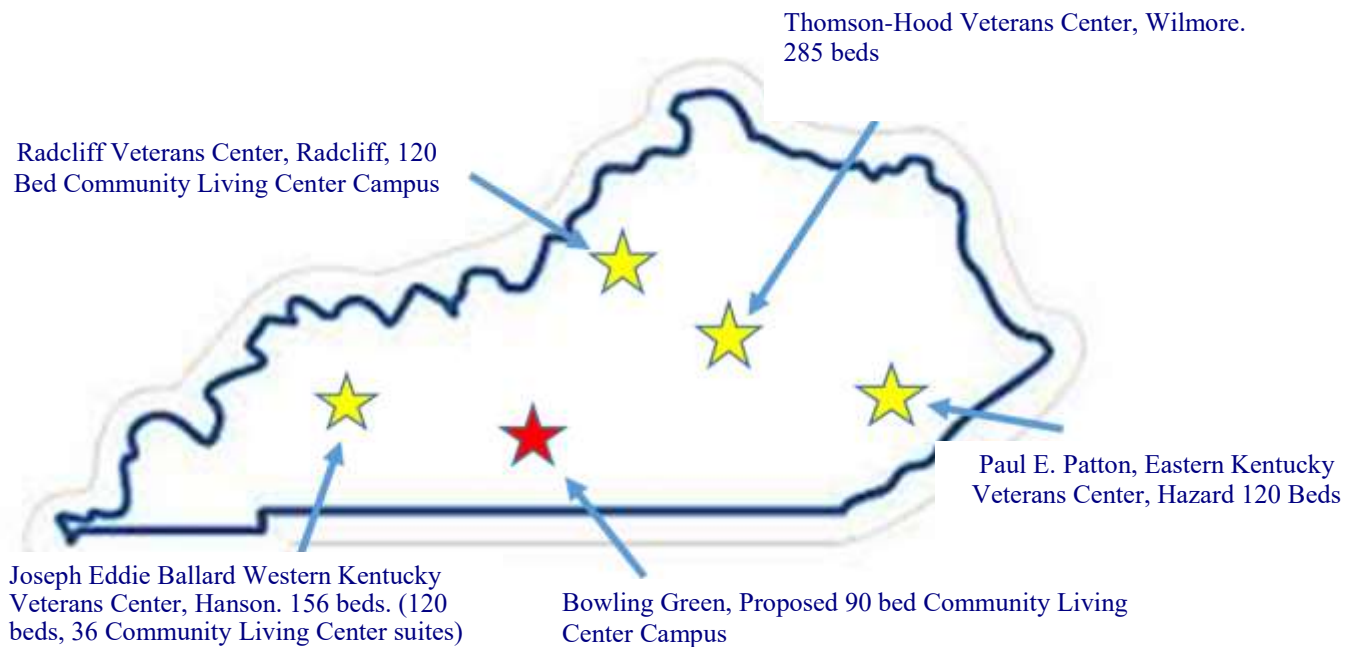 Thomson-Hood Veterans Center, Wilmore.
285 beds
Radcliff Veterans Center, Radcliff, 120
Bed Community Living Center Campus
Paul E. Patton, Eastern Kentucky
Veterans Center, Hazard 120 Beds
Joseph Eddie Ballard Western Kentucky
Veterans Center, Hanson. 156 beds. (120
beds, 36 Community Living Center suites)
Bowling Green, Proposed 90 bed Community Living
Center Campus